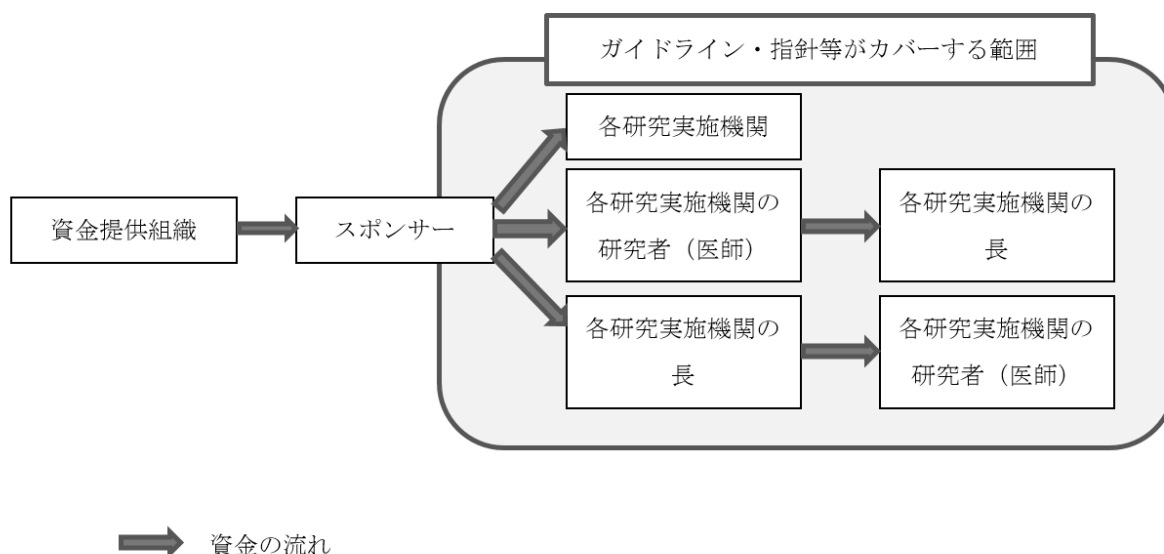 ガイドライン・指針等がカバーする範囲
各研究実施機関
資金提供組織
スポンサー
各研究実施機関の
研究者（医師）
各研究実施機関の
長
各研究実施機関の
長
各研究実施機関の
研究者（医師）
資金の流れ